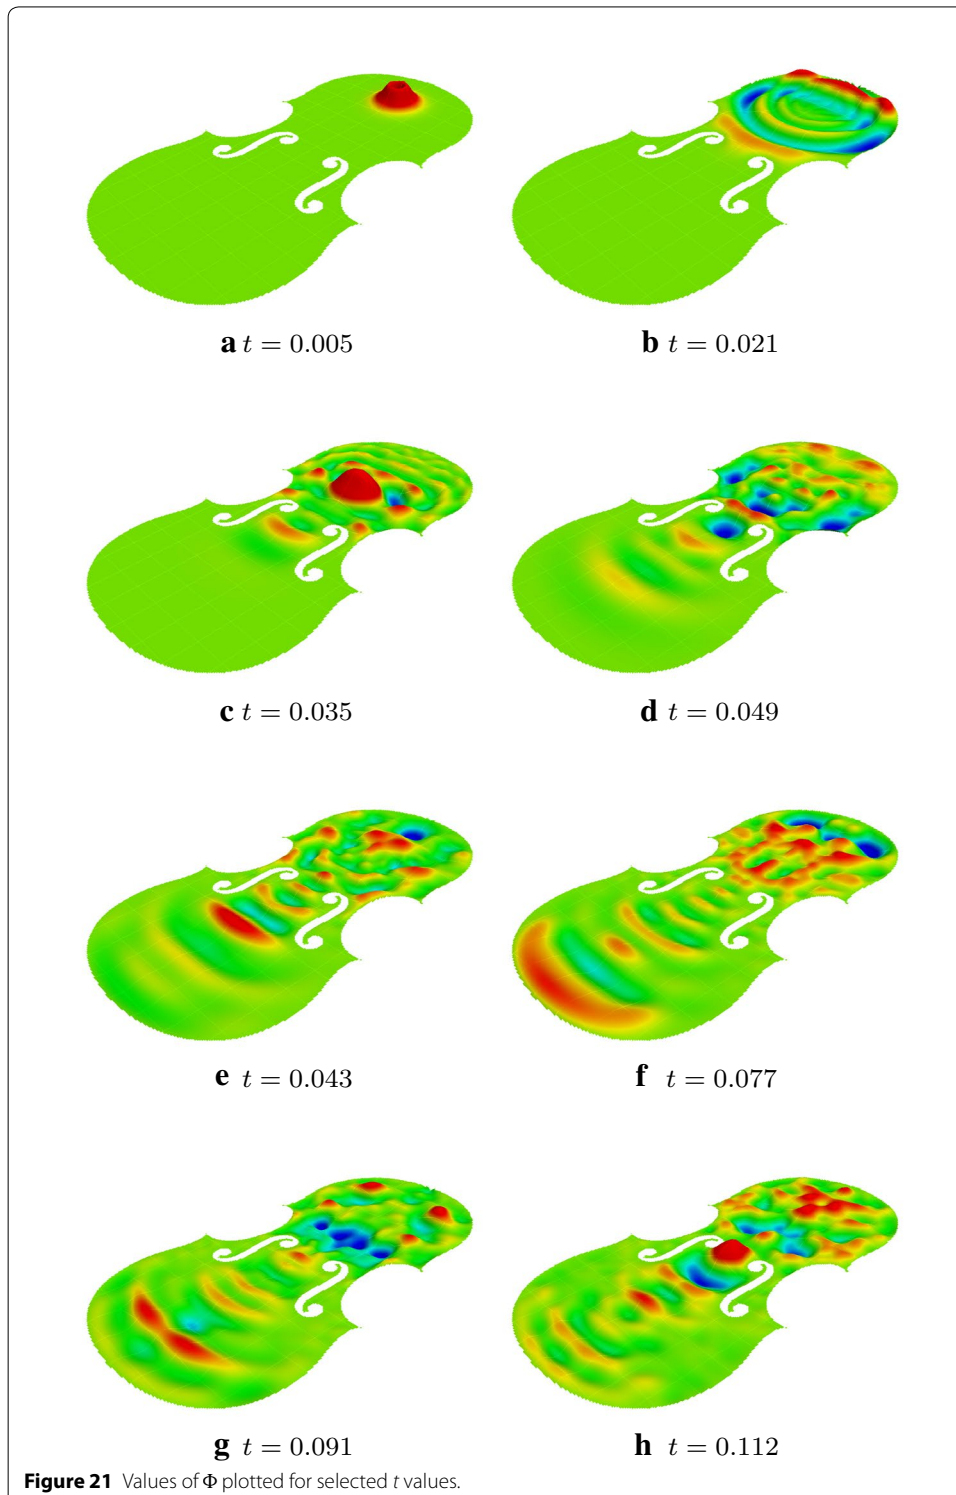 a t = 0.005
b t = 0.021
c t = 0.035
d t = 0.049
e t = 0.043
f t = 0.077
g t = 0.091
h t = 0.112
Figure 21 Values of Φ plotted for selected t values.